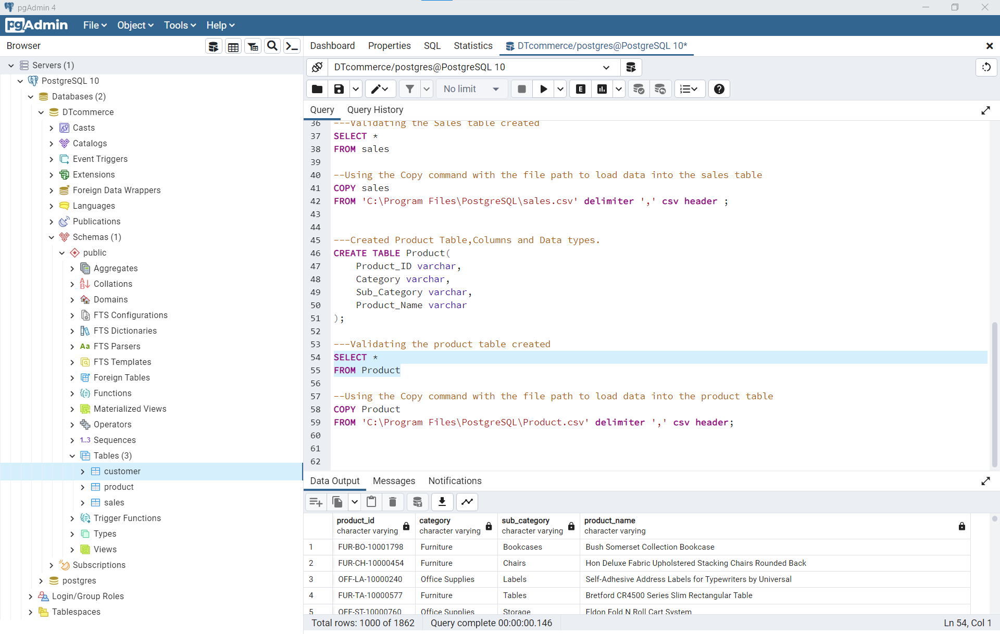 pgAdmin 4
pgAdmin File Object Tools Help
Browser
Servers (1)
PostgreSQL 10
Databases (2)
DTcommerce
Casts
Catalogs
Event Triggers
Extensions
Foreign Data Wrappers
Languages
Publications
Schemas (1)
public
Aggregates
Collations
Domains
FTS Configurations
FTS Dictionaries
Aa FTS Parsers
FTS Templates
Foreign Tables
Functions
Materialized Views
Operators
1..3 Sequences
Tables (3)
customer
product
sales
Trigger Functions
Types
Views
Subscriptions
postgres
Login/Group Roles
Tablespaces
Dashboard Properties SQL Statistics DTcommerce/postgres@PostgreSQL 10*
DTcommerce/postgres@PostgreSQL 10
No limit E
Query Query History
36 ---Validating the Sales table created
37 SELECT *
38 FROM sales
39
40 --Using the Copy command with the file path to load data into the sales table
41 COPY sales
42 FROM 'C:\Program Files\PostgreSQL\sales.csv' delimiter ',' csv header ;
43
44
45 ---Created Product Table,Columns and Data types.
46 CREATE TABLE Product(
47 Product_ID varchar,
48 Category varchar,
49 Sub_Category varchar,
50 Product_Name varchar
51 );
52
53 ---Validating the product table created
54 SELECT *
55 FROM Product
56
57 --Using the Copy command with the file path to load data into the product table
58 COPY Product
59 FROM 'C:\Program Files\PostgreSQL\Product.csv' delimiter ',' csv header;
60
61
62
Data Output Messages Notifications
product_id category sub_category product_name
character varying character varying character varying character varying
1 FUR-BO-10001798 Furniture Bookcases Bush Somerset Collection Bookcase
2 FUR-CH-10000454 Furniture Chairs Hon Deluxe Fabric Upholstered Stacking Chairs Rounded Back
3 OFF-LA-10000240 Office Supplies Labels Self-Adhesive Address Labels for Typewriters by Universal
4 FUR-TA-10000577 Furniture Tables Bretford CR4500 Series Slim Rectangular Table
5 OFF-ST-10000760 Office Supplies Storage Eldon Fold N Roll Cart System
Total rows: 1000 of 1862 Query complete 00:00:00.146 Ln 54, Col 1